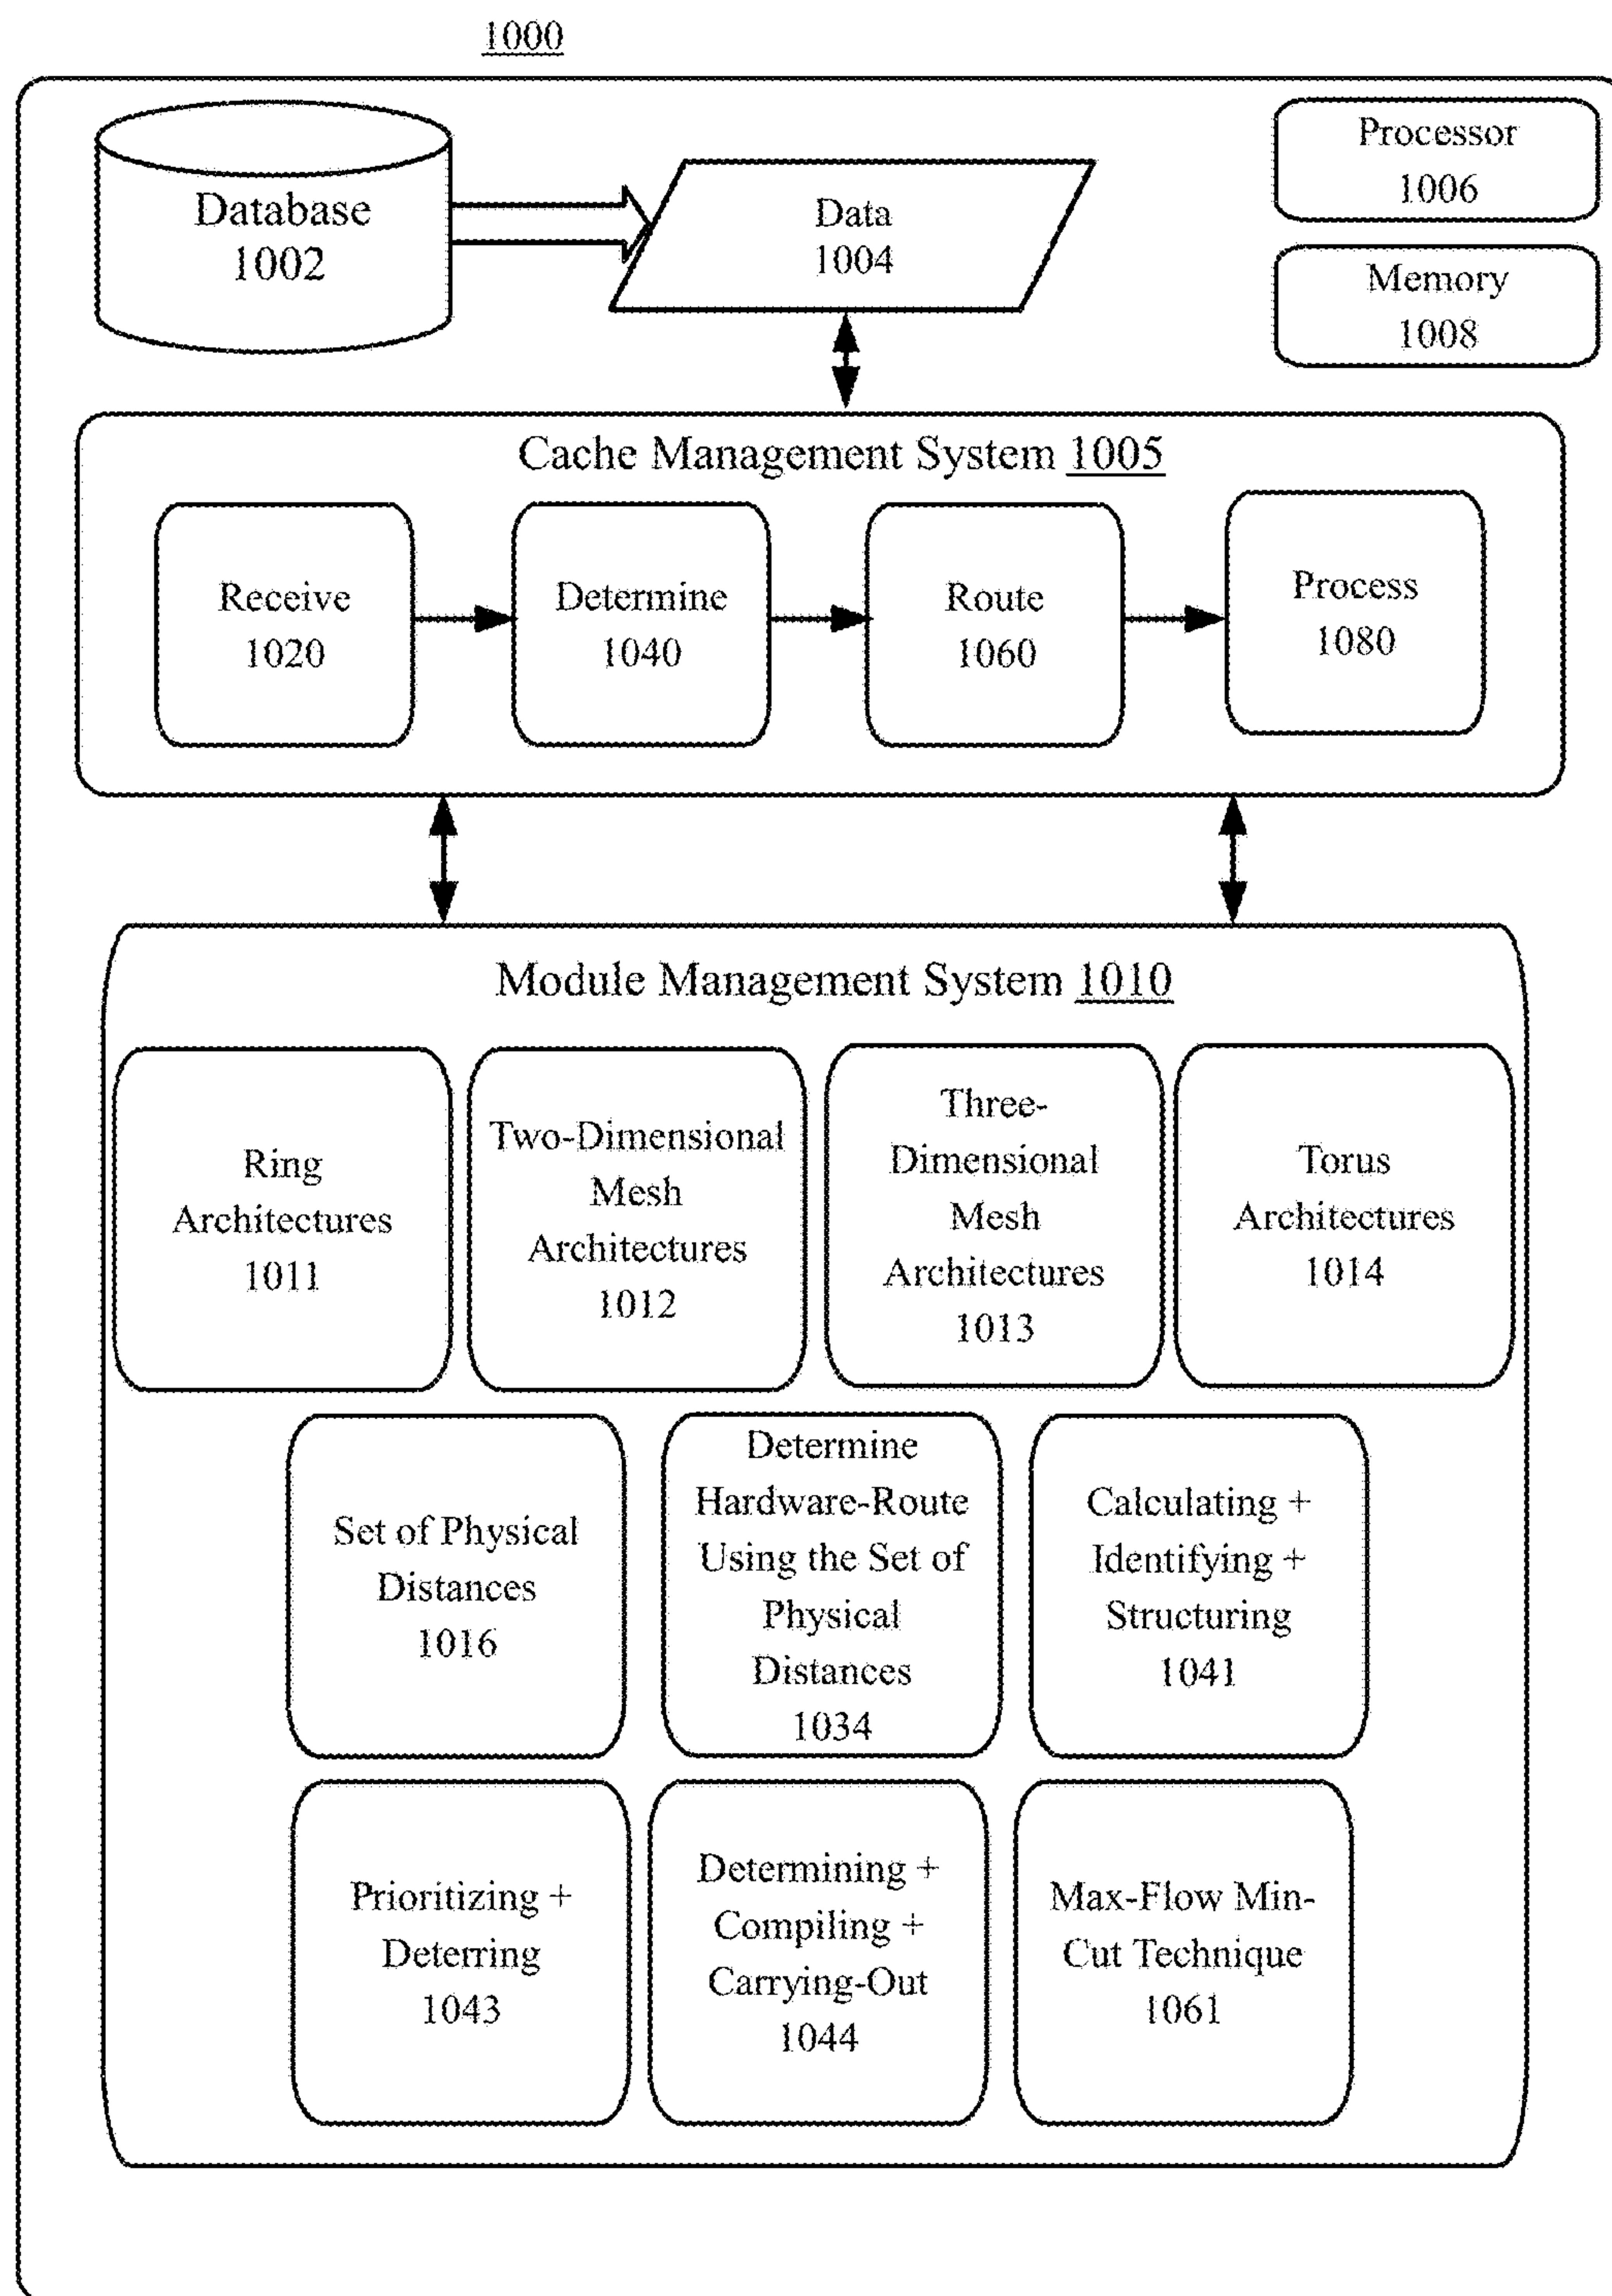 1000
Database
1002
Data
1004
Processor
1006
Memory
1008
Cache Management System 1005
Receive
1020
Determine
1040
Route
1060
Process
1080
Module Management System 1010
Ring
Architectures
1011
Two-Dimensional
Mesh
Architectures
1012
Three-
Dimensional
Mesh
Architectures
1013
Torus
Architectures
1014
Set of Physical
Distances
1016
Determine
Hardware-Route
Using the Set of
Physical
Distances
1034
Calculating +
Identifying +
Structuring
1041
Prioritizing +
Deterring
1043
Determining +
Compiling +
Carrying-Out
1044
Max-Flow Min-
Cut Technique
1061